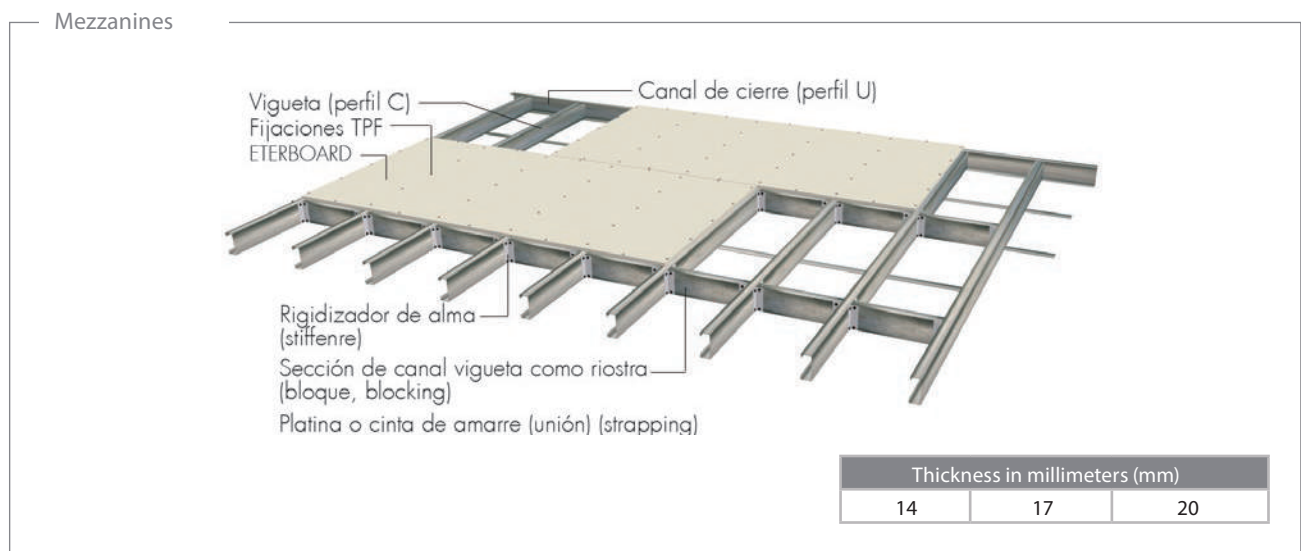 Mezzanines
Canal de cierre (perfil U)
Vigueta (perfil C)
Fijaciones TPF
ETERBOARD
Rigidizador de alma
(stiffenre)
Sección de canal vigueta como riostra
(bloque, blocking)
Platina o cinta de amarre (unión) (strapping)
Thickness in millimeters (mm)
14 17 20